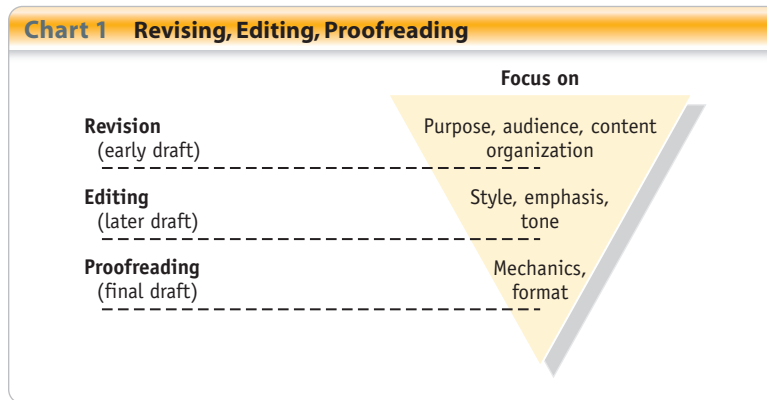 Chart 1 Revising, Editing, Proofreading
Focus on
Revision
(early draft)
Purpose, audience, content
organization
Editing
(later draft)
Style, emphasis,
tone
Proofreading
(final draft)
Mechanics,
format